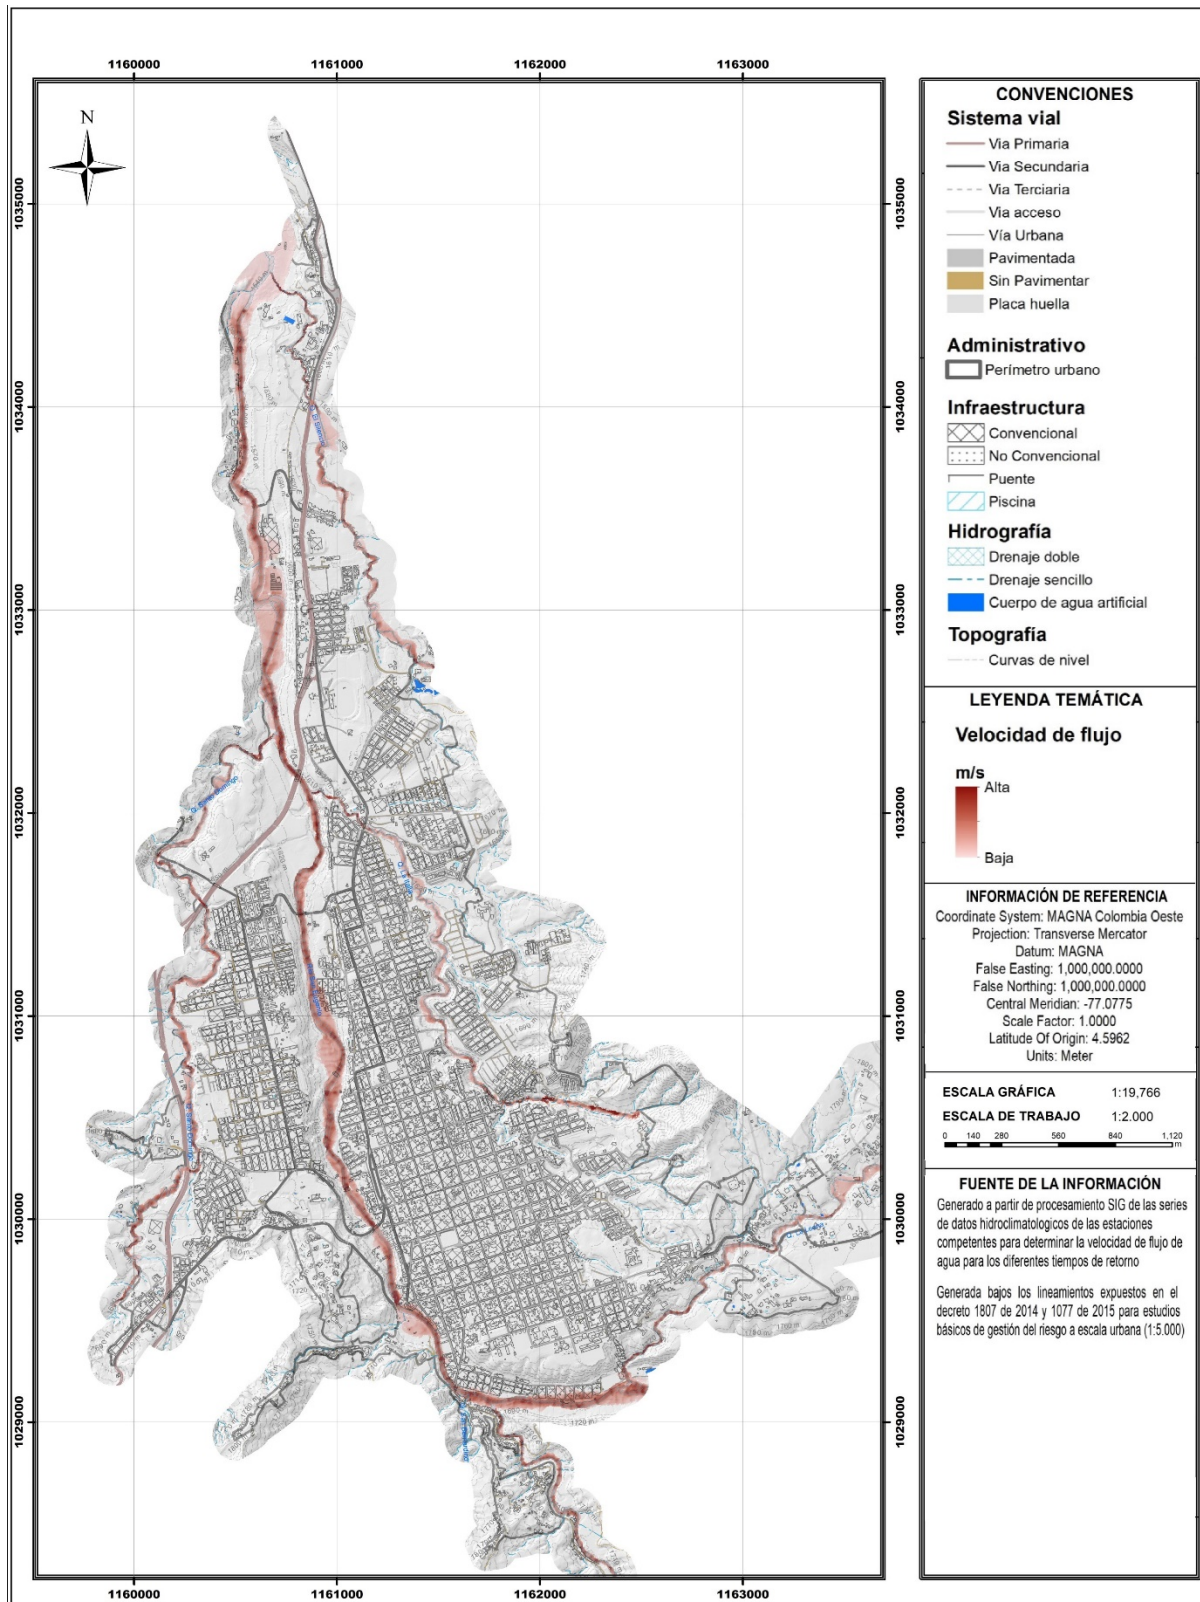 1160000 1161000 1162000 1163000
N
1035000 1035000
1034000 1034000
1033000 1033000
1032000 1032000
1031000 1031000
1030000 1030000
1029000 1029000
1160000 1161000 1162000 1163000
CONVENCIONES
Sistema vial
Via Primaria
Via Secundaria
Via Terciaria
Via acceso
Vía Urbana
Pavimentada
Sin Pavimentar
Placa huella
Administrativo
Perímetro urbano
Infraestructura
Convencional
No Convencional
Puente
Piscina
Hidrografía
Drenaje doble
Drenaje sencillo
Cuerpo de agua artificial
Topografía
Curvas de nivel
LEYENDA TEMÁTICA
Velocidad de flujo
m/s
Alta
Baja
INFORMACIÓN DE REFERENCIA
Coordinate System: MAGNA Colombia Oeste
Projection: Transverse Mercator
Datum: MAGNA
False Easting: 1,000,000.0000
False Northing: 1,000,000.0000
Central Meridian: -77.0775
Scale Factor: 1.0000
Latitude Of Origin: 4.5962
Units: Meter
ESCALA GRÁFICA 1:19,766
ESCALA DE TRABAJO 1:2.000
0 140 280 560 840 1,120
m
FUENTE DE LA INFORMACIÓN
Generado a partir de procesamiento SIG de las series
de datos hidroclimatologicos de las estaciones
competentes para determinar la velocidad de flujo de
agua para los diferentes tiempos de retorno
Generada bajos los lineamientos expuestos en el
decreto 1807 de 2014 y 1077 de 2015 para estudios
básicos de gestión del riesgo a escala urbana (1:5.000)